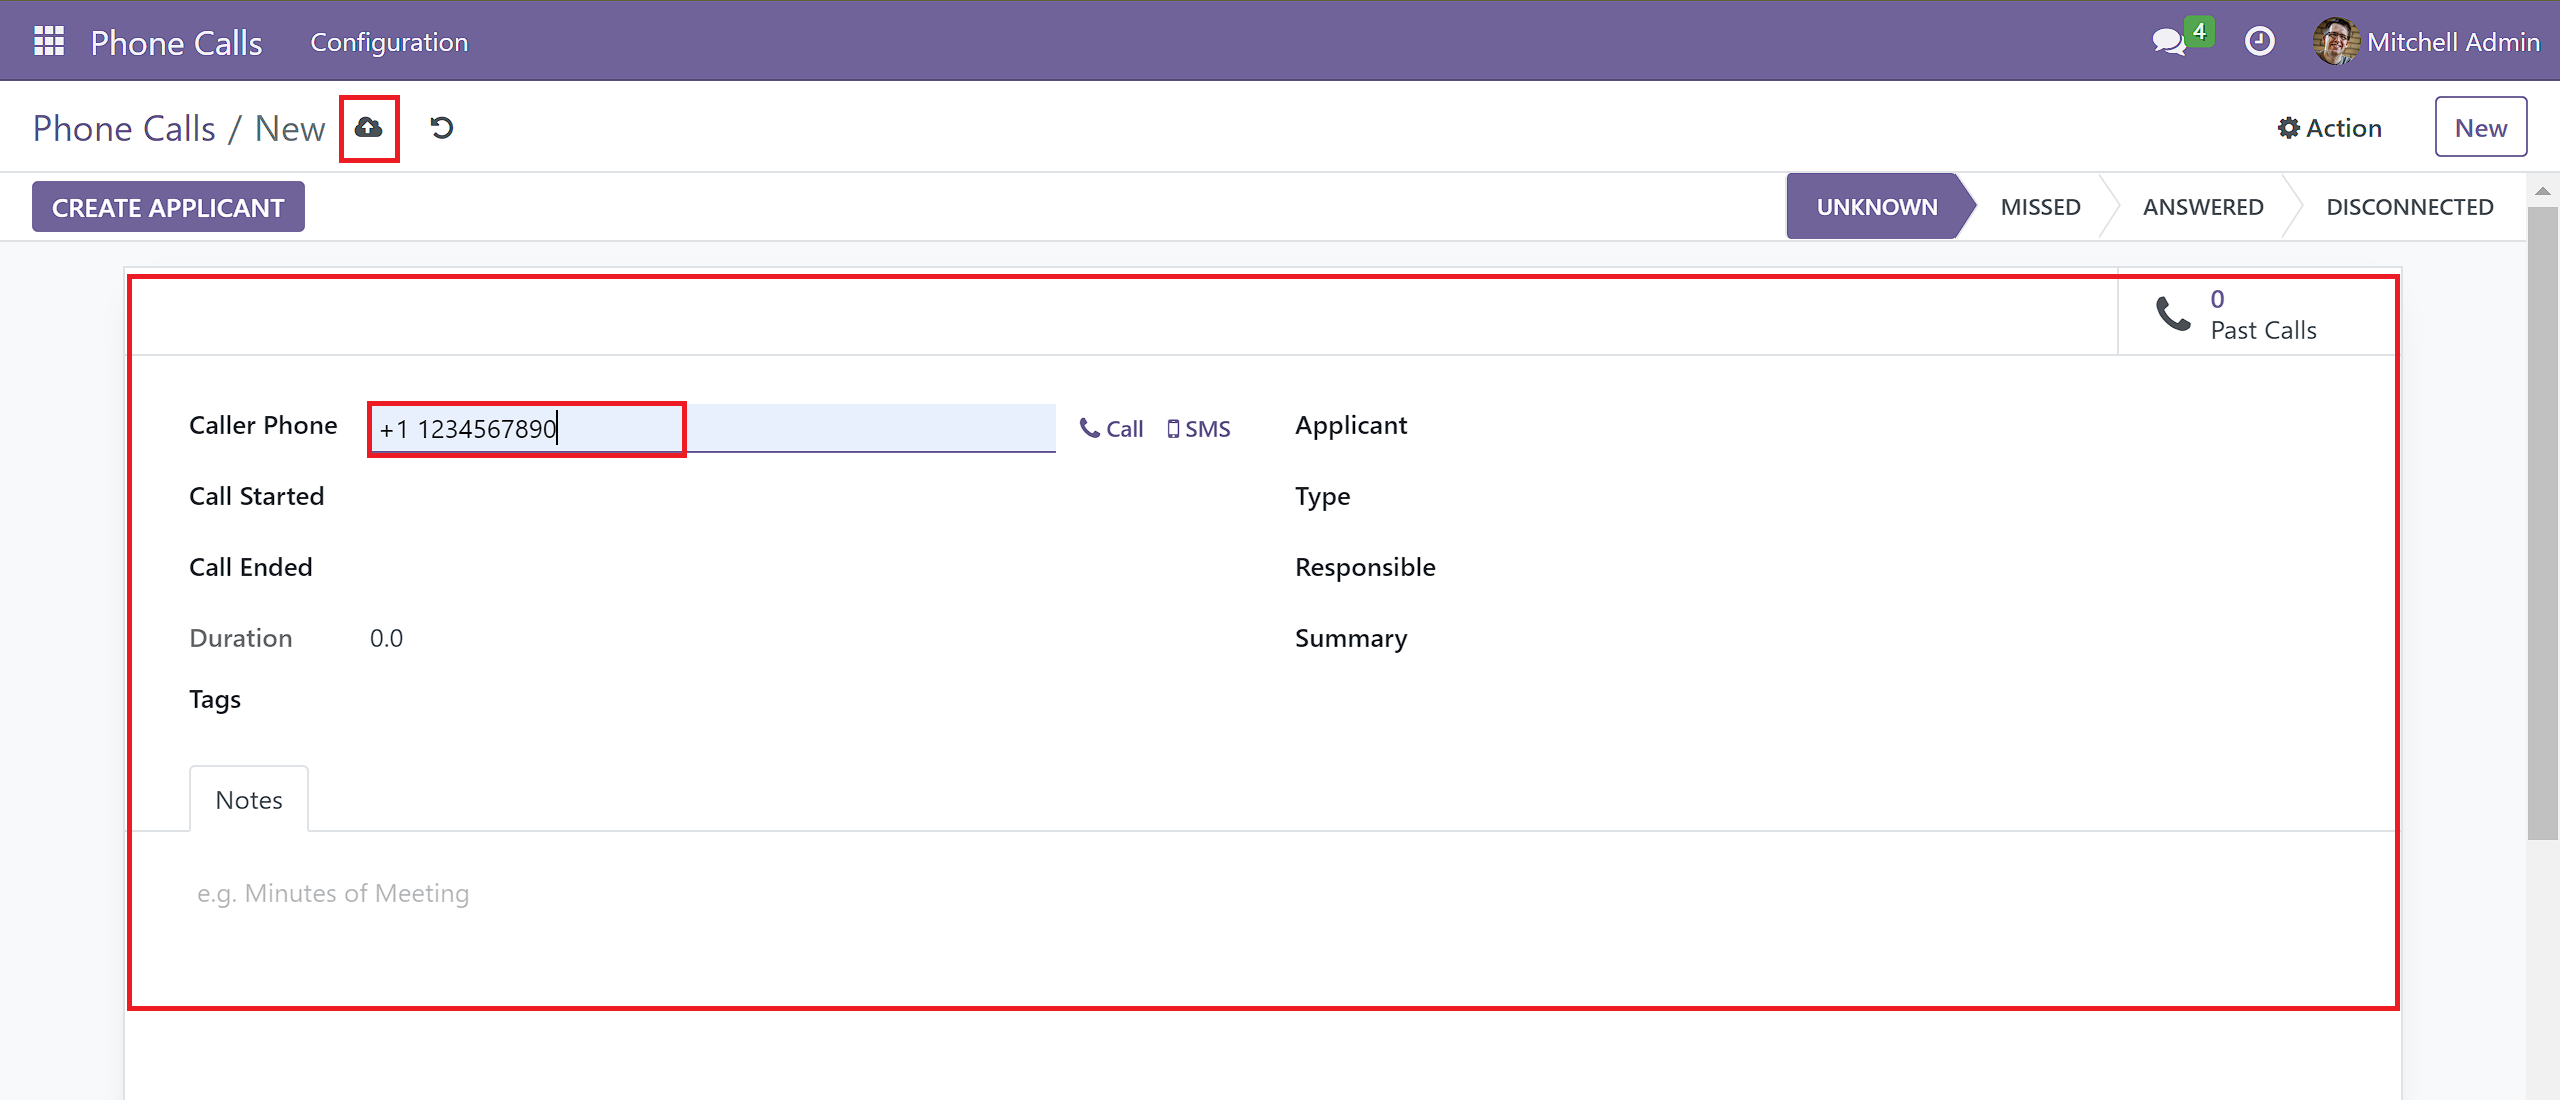 Phone Calls Configuration 4 Mitchell Admin
Phone Calls / New Action New
CREATE APPLICANT UNKNOWN MISSED ANSWERED DISCONNECTED
0
Past Calls
Caller Phone +1 1234567890 Call SMS Applicant
Call Started Type
Call Ended Responsible
Duration 0.0 Summary
Tags
Notes
e.g. Minutes of Meeting